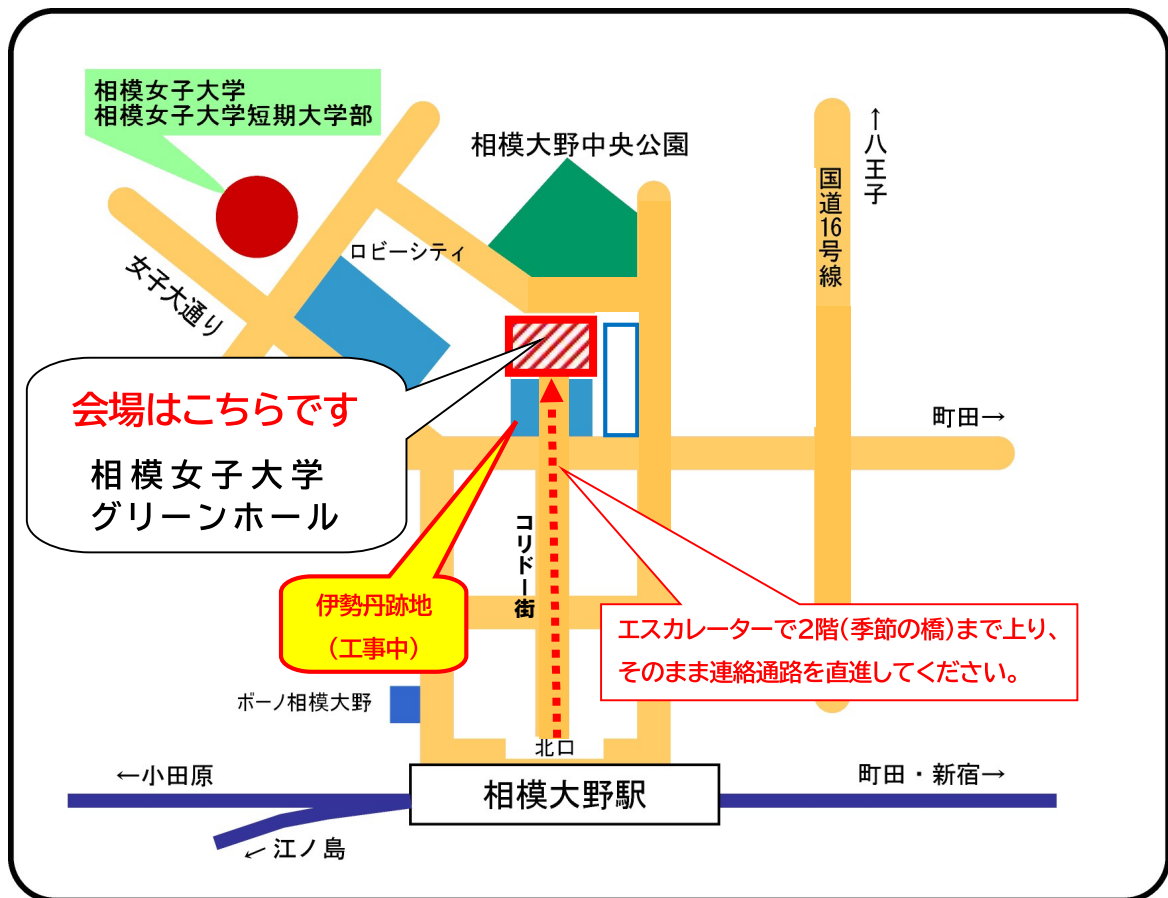 相模女子大学
相模女子大学短期大学部
相模大野中央公園
↑八王子
国道16号線
ロビーシティ
女子大通り
会場はこちらです
相模女子大学
グリーンホール
町田→
コリドー街
伊勢丹跡地
（工事中）
エスカレーターで2階(季節の橋)まで上り、
そのまま連絡通路を直進してください。
ボーノ相模大野
北口
←小田原
相模大野駅
町田・新宿→
← 江ノ島